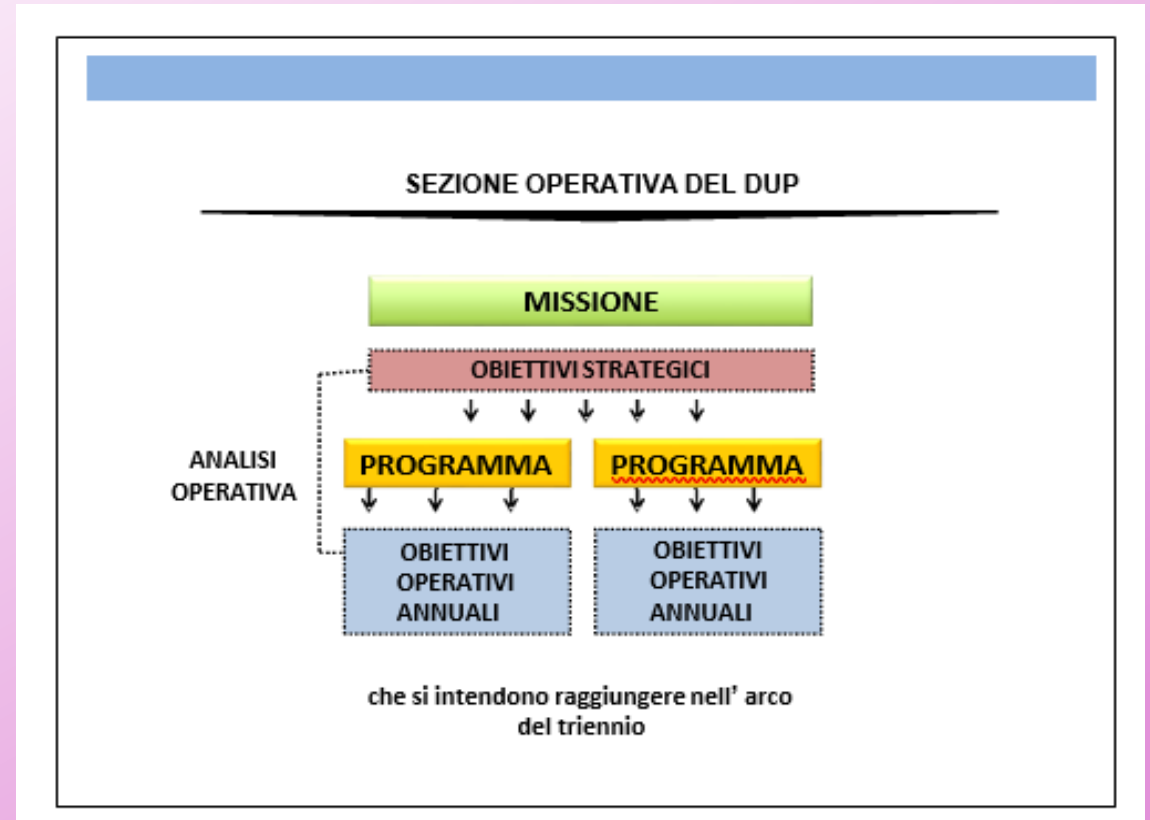 SEZIONE OPERATIVA DEL DUP
MISSIONE
OBIETTIVI STRATEGICI
ANALISI
OPERATIVA
PROGRAMMA
PROGRAMMA
OBIETTIVI
OPERATIVI
ANNUALI
OBIETTIVI
OPERATIVI
ANNUALI
che si intendono raggiungere nell' arco
del triennio